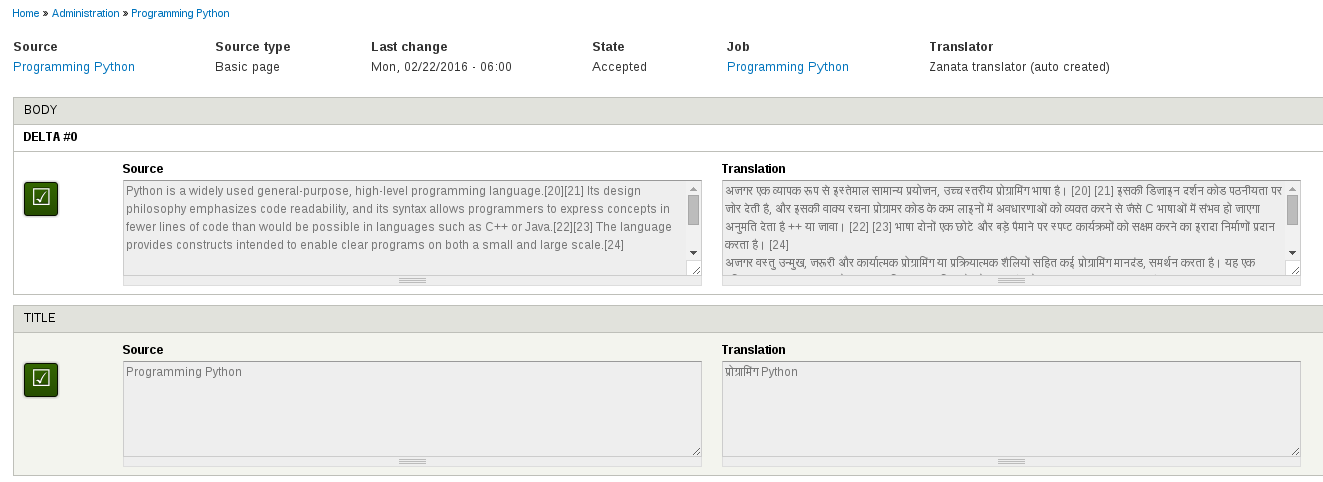 Home » Administration » Programming Python
Source Source type Last change State Job Translator
Programming Python Basic page Mon, 02/22/2016 - 06:00 Accepted Programming Python Zanata translator (auto created)
BODY
DELTA #0
Source
Python is a widely used general-purpose, high-level programming language.[20][21] Its design
philosophy emphasizes code readability, and its syntax allows programmers to express concepts in
fewer lines of code than would be possible in languages such as C++ or Java.[22][23] The language
provides constructs intended to enable clear programs on both a small and large scale.[24]
Translation
अजगर एक व्यापक रूप से इस्तेमाल सामान्य प्रयोजन, उच्च स्तरीय प्रोग्रामिंग भाषा है। [20] [21] इसकी डिजाइन दर्शन कोड पठनीयता पर
जोर देती है, और इसकी वाक्य रचना प्रोग्रामर कोड के कम लाइनों में अवधारणाओं को व्यक्त करने से जैसे C भाषाओं में संभव हो जाएगा
अनुमति देता है ++ या जावा। [22] [23] भाषा दोनों एक छोटे और बड़े पैमाने पर स्पष्ट कार्यक्रमों को सक्षम करने का इरादा निर्माणों प्रदान
करता है। [24]
अजगर वस्तु उन्मुख, जरूरी और कार्यात्मक प्रोग्रामिंग या प्रक्रियात्मक शैलियों सहित कई प्रोग्रामिंग मानदंड, समर्थन करता है। यह एक
TITLE
Source
Programming Python
Translation
प्रोग्रामिंग Python